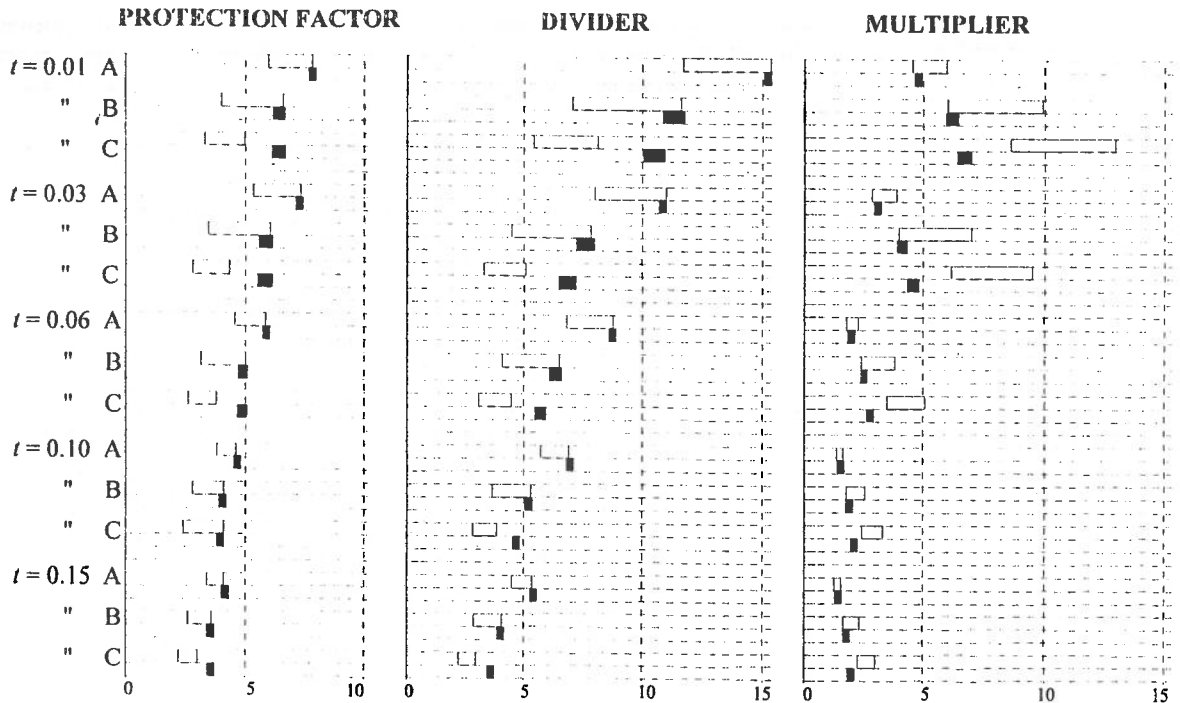 PROTECTION FACTOR DIVIDER MULTIPLIER
t = 0.01 A
" B
" C
t = 0.03 A
" B
" C
t = 0.06 A
" B
" C
t = 0.10 A
" B
" C
t = 0.15 A
" B
" C
0 5 10 0 5 10 15 0 5 10 15